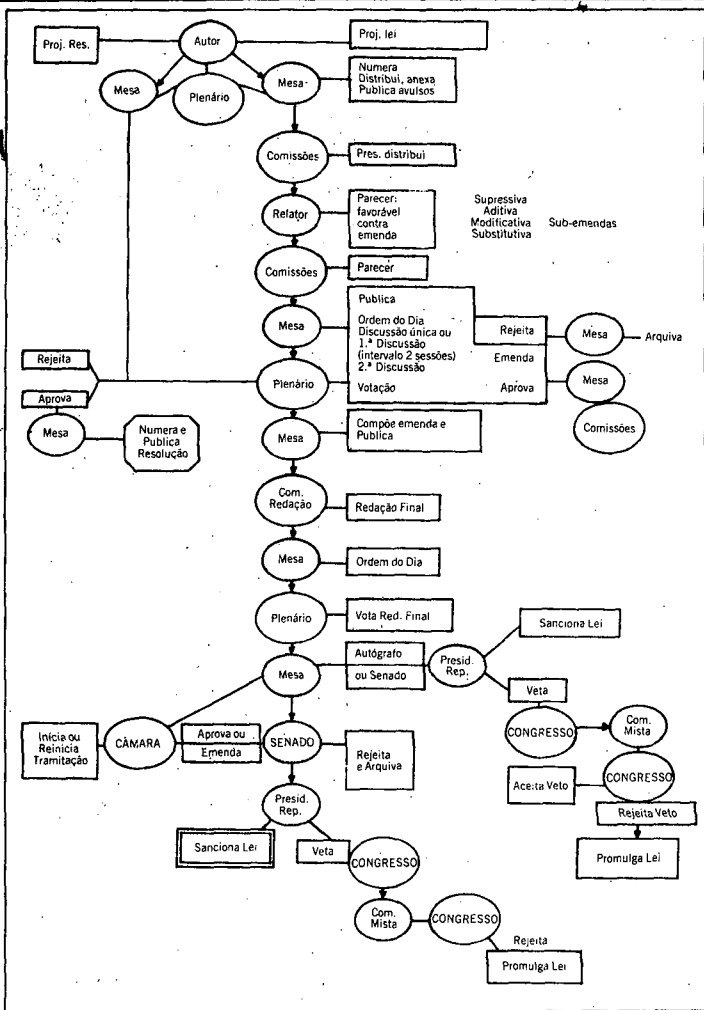 Proj. Res.
Autor
Proj. lei
Mesa
Plenário
Mesa
Numera
Distribui, anexa
Publica avulsos
Comissões
Pres. distribui
Relator
Parecer:
favorável
contra
emenda
Supressiva
Aditiva
Modificativa
Substitutiva
Sub-emendas
Comissões
Parecer
Mesa
Publica
Ordem do Dia
Discussão única ou
1.ª Discussão
(intervalo 2 sessões)
2.ª Discussão
Votação
Rejeita
Emenda
Aprova
Mesa
Arquiva
Mesa
Comissões
Rejeita
Aprova
Plenário
Mesa
Numera e
Publica
Resolução
Mesa
Compõe emenda e
Publica
Com.
Redação
Redação Final
Mesa
Ordem do Dia
Plenário
Vota Red. Final
Mesa
Autógrafo
ou Senado
Presid.
Rep.
Sanciona Lei
Veta
CONGRESSO
Com.
Mista
CONGRESSO
Aceita Veto
Rejeita Veto
Promulga Lei
Inicia ou
Reinicia
Tramitação
CÂMARA
Aprova ou
Emenda
SENADO
Rejeita
e Arquiva
Presid.
Rep.
Sanciona Lei
Veta
CONGRESSO
Com.
Mista
CONGRESSO
Rejeita
Promulga Lei